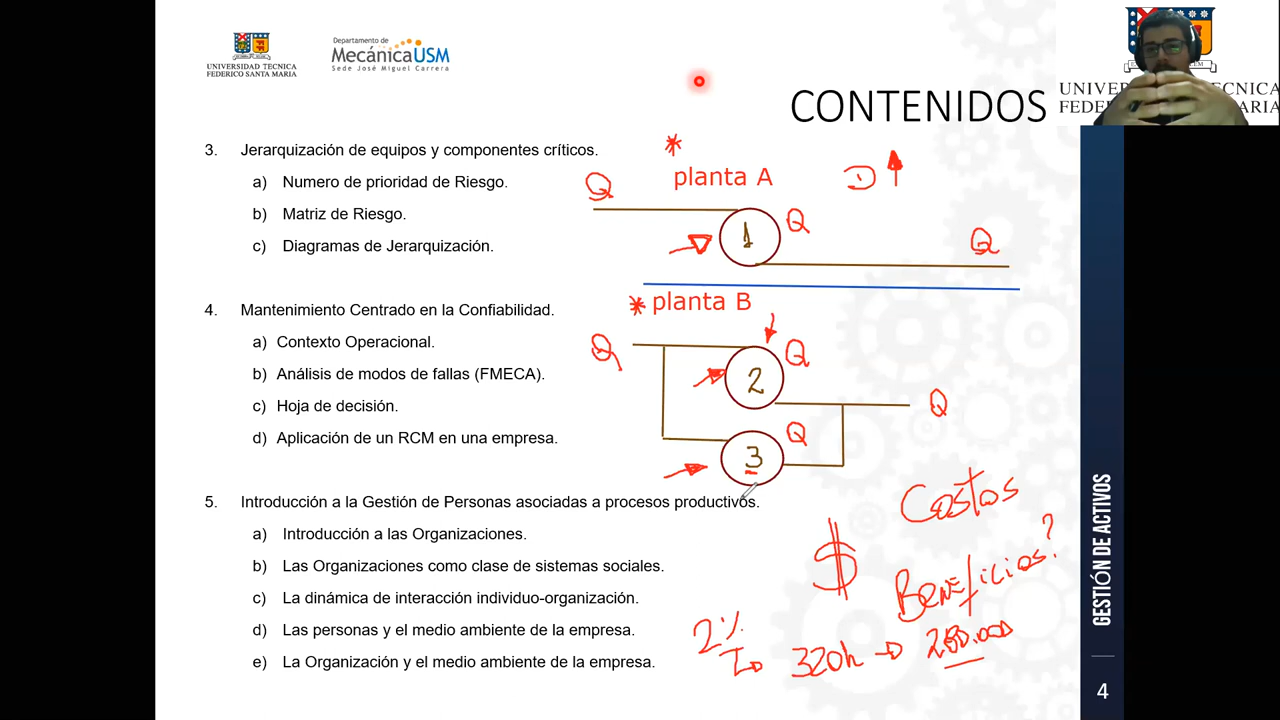 UNIVERSIDAD TECNICA
FEDERICO SANTA MARIA
Departamento de
MecánicaUSM
Sede José Miguel Carrera
CONTENIDOS
3. Jerarquización de equipos y componentes críticos.
a) Numero de prioridad de Riesgo.
b) Matriz de Riesgo.
c) Diagramas de Jerarquización.
4. Mantenimiento Centrado en la Confiabilidad.
a) Contexto Operacional.
b) Análisis de modos de fallas (FMECA).
c) Hoja de decisión.
d) Aplicación de un RCM en una empresa.
5. Introducción a la Gestión de Personas asociadas a procesos productivos.
a) Introducción a las Organizaciones.
b) Las Organizaciones como clase de sistemas sociales.
c) La dinámica de interacción individuo-organización.
d) Las personas y el medio ambiente de la empresa.
e) La Organización y el medio ambiente de la empresa.
* planta A
D
Q
1
Q
Q
* planta B
Q
2
Q
Q
3
Q
Costos
$
Beneficios?
2%
320h → 280.000
GESTIÓN DE ACTIVOS
4